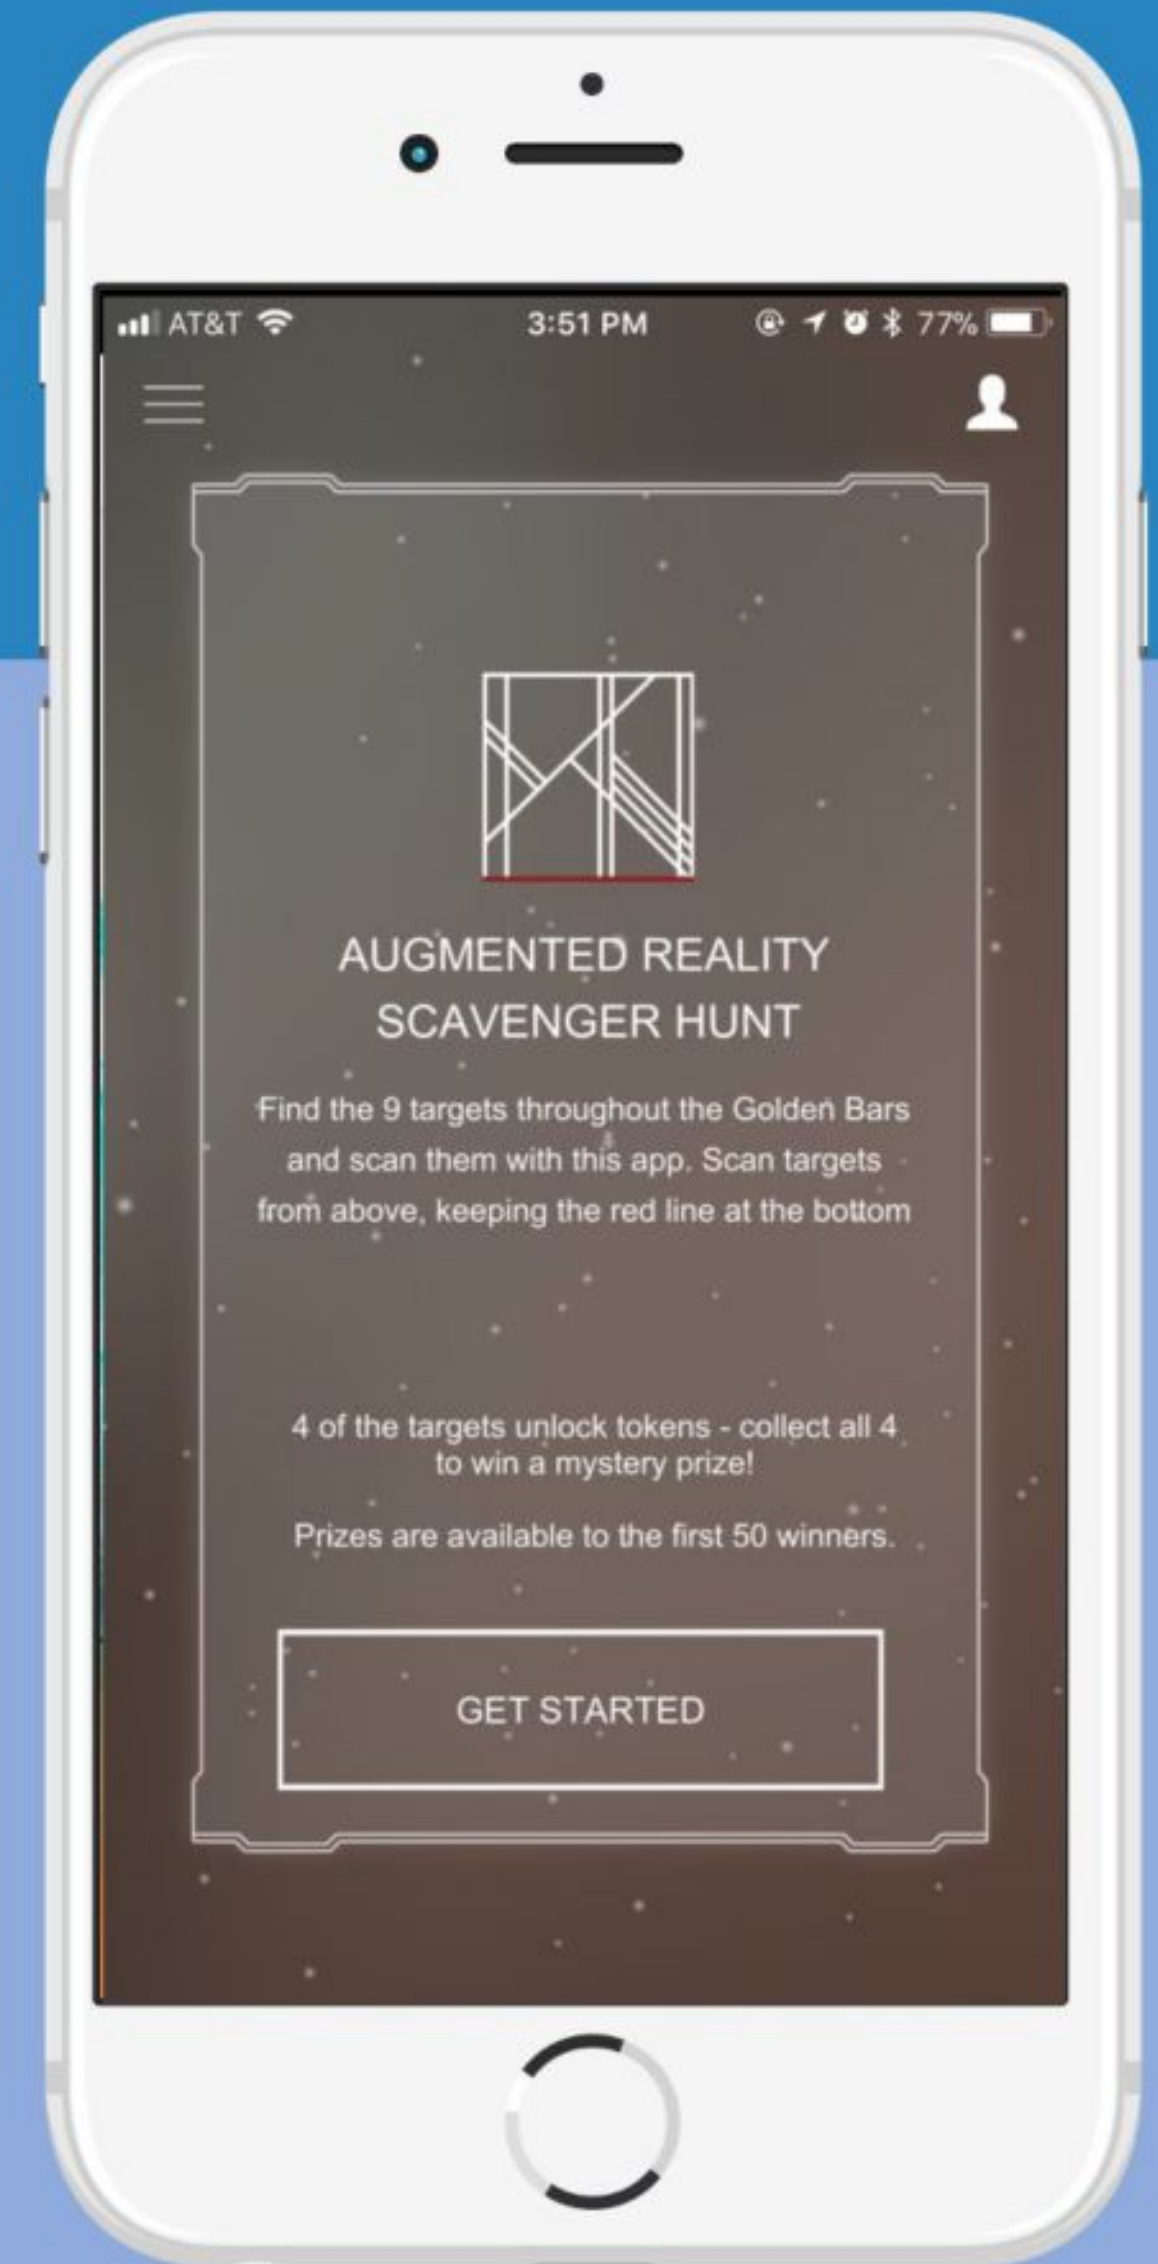 AT&T 3:51 PM 77%
AUGMENTED REALITY
SCAVENGER HUNT
Find the 9 targets throughout the Golden Bars
and scan them with this app. Scan targets
from above, keeping the red line at the bottom
4 of the targets unlock tokens - collect all 4
to win a mystery prize!
Prizes are available to the first 50 winners.
GET STARTED